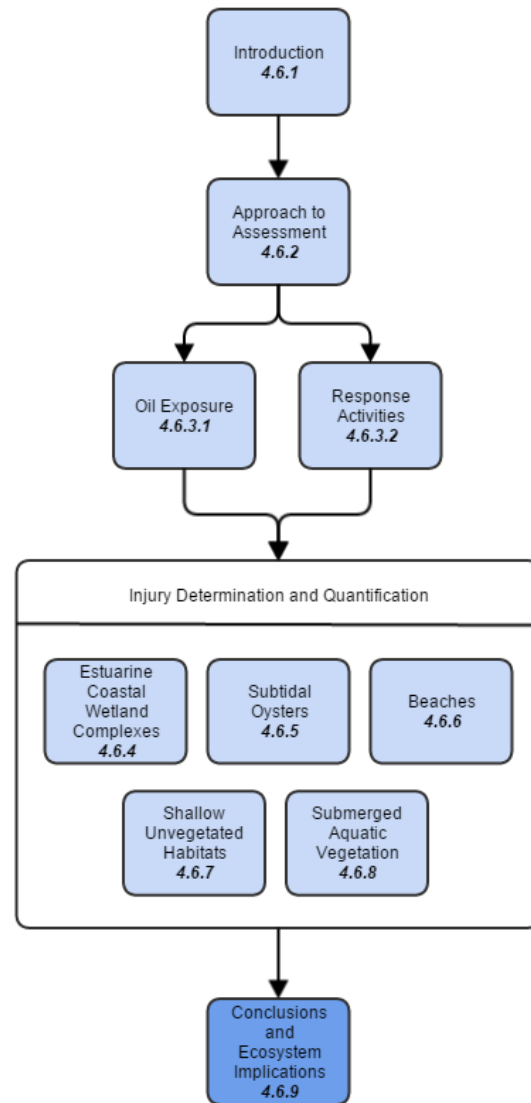 Introduction
4.6.1
Approach to
Assessment
4.6.2
Oil Exposure
4.6.3.1
Response
Activities
4.6.3.2
Injury Determination and Quantification
Estuarine
Coastal
Wetland
Complexes
4.6.4
Subtidal
Oysters
4.6.5
Beaches
4.6.6
Shallow
Unvegetated
Habitats
4.6.7
Submerged
Aquatic
Vegetation
4.6.8
Conclusions
and
Ecosystem
Implications
4.6.9